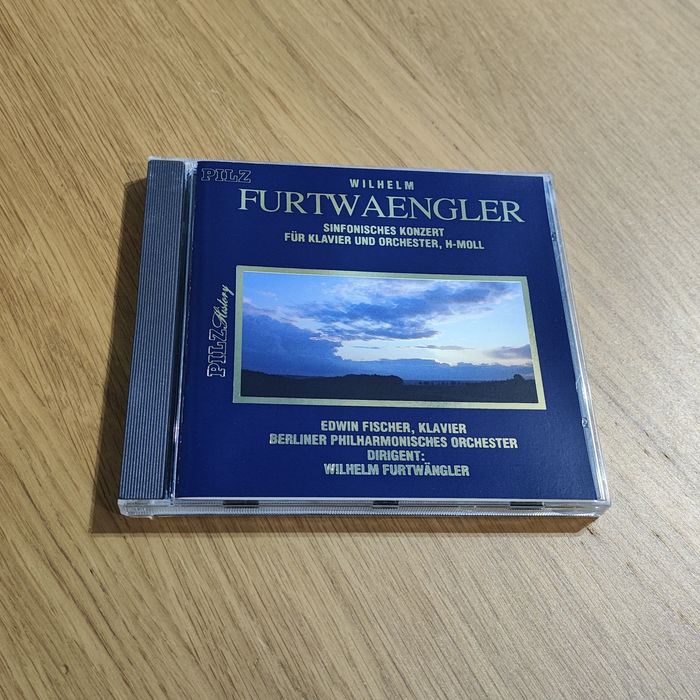 PILZ
WILHELM
FURTWAENGLER
SINFONISCHES KONZERT
FÜR KLAVIER UND ORCHESTER, H-MOLL
PILZ History
EDWIN FISCHER, KLAVIER
BERLINER PHILHARMONISCHES ORCHESTER
DIRIGENT:
WILHELM FURTWÄNGLER